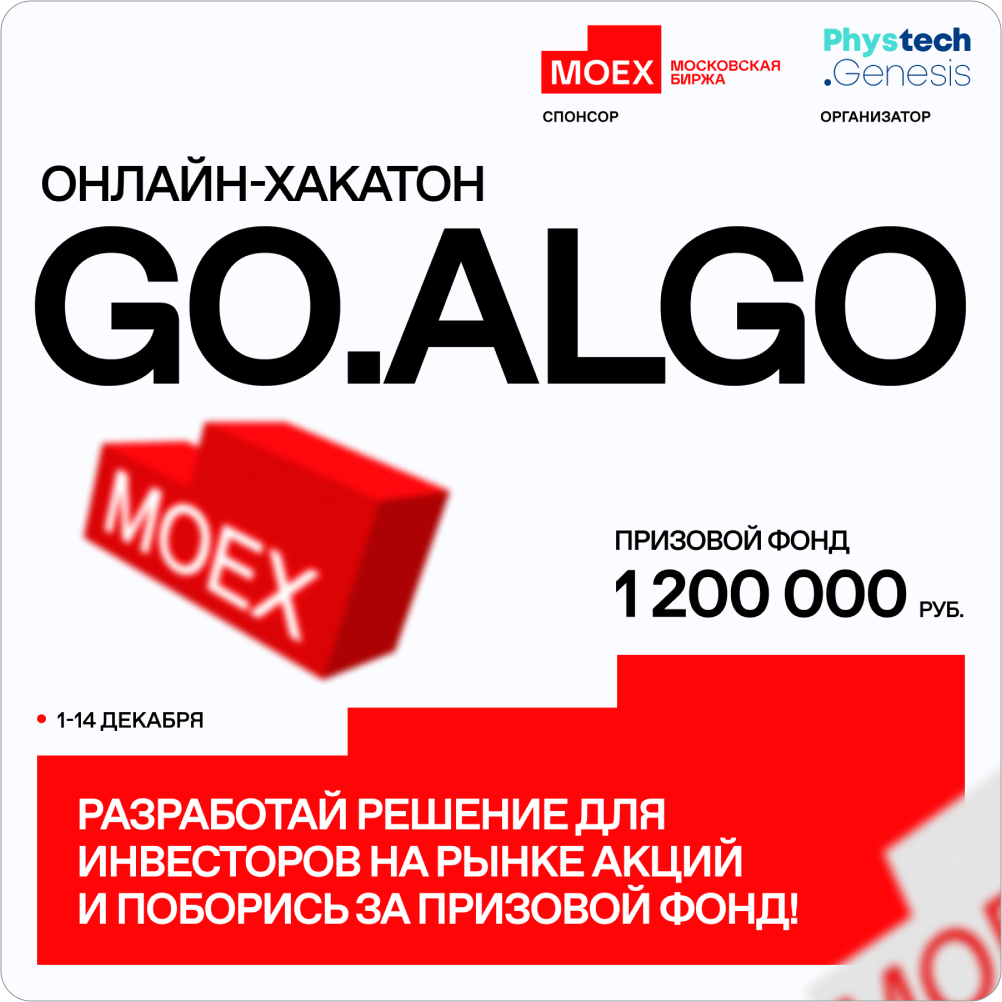 MOEX
МОСКОВСКАЯ
БИРЖА
СПОНСОР
Phystech
.Genesis
ОРГАНИЗАТОР
ОНЛАЙН-ХАКАТОН
GO.ALGO
MOEX
ПРИЗОВОЙ ФОНД
1 200 000 РУБ.
1-14 ДЕКАБРЯ
РАЗРАБОТАЙ РЕШЕНИЕ ДЛЯ
ИНВЕСТОРОВ НА РЫНКЕ АКЦИЙ
И ПОБОРИСЬ ЗА ПРИЗОВОЙ ФОНД!